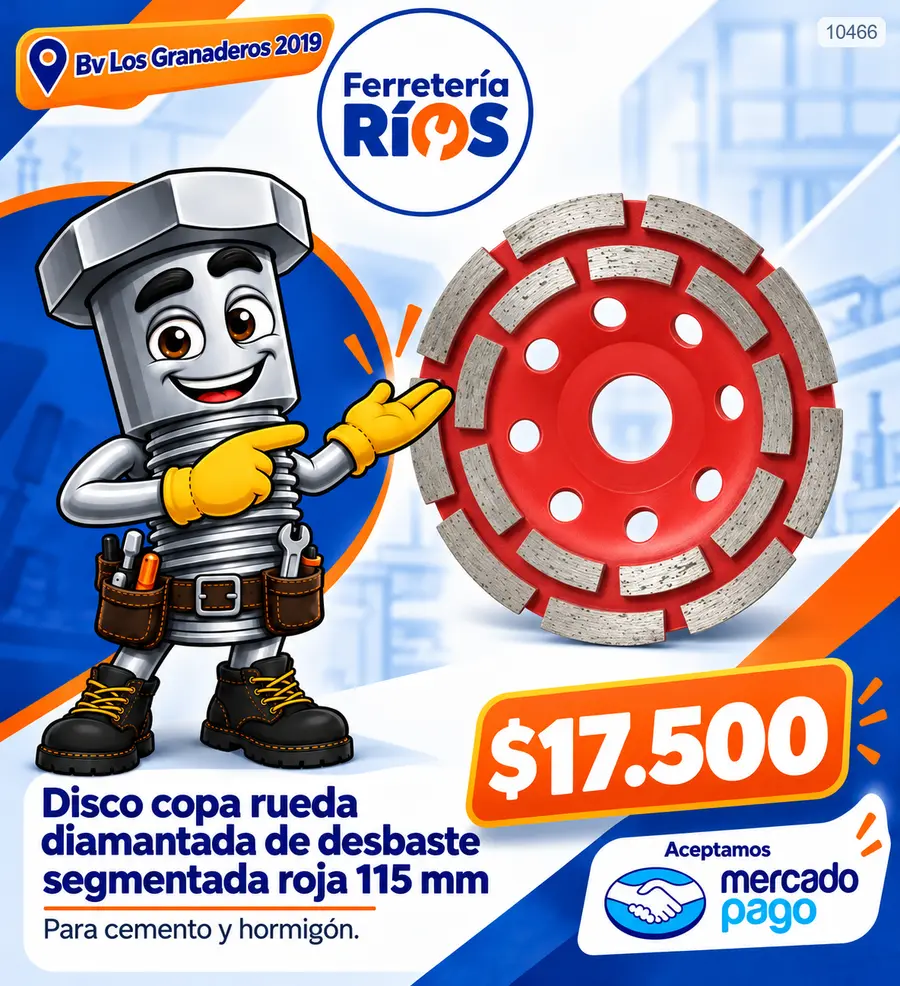 Bv Los Granaderos 2019
Ferretería
Ríos
10466
$17.500
Disco copa rueda
diamantada de desbaste
segmentada roja 115 mm
Para cemento y hormigón.
Aceptamos
mercado
pago